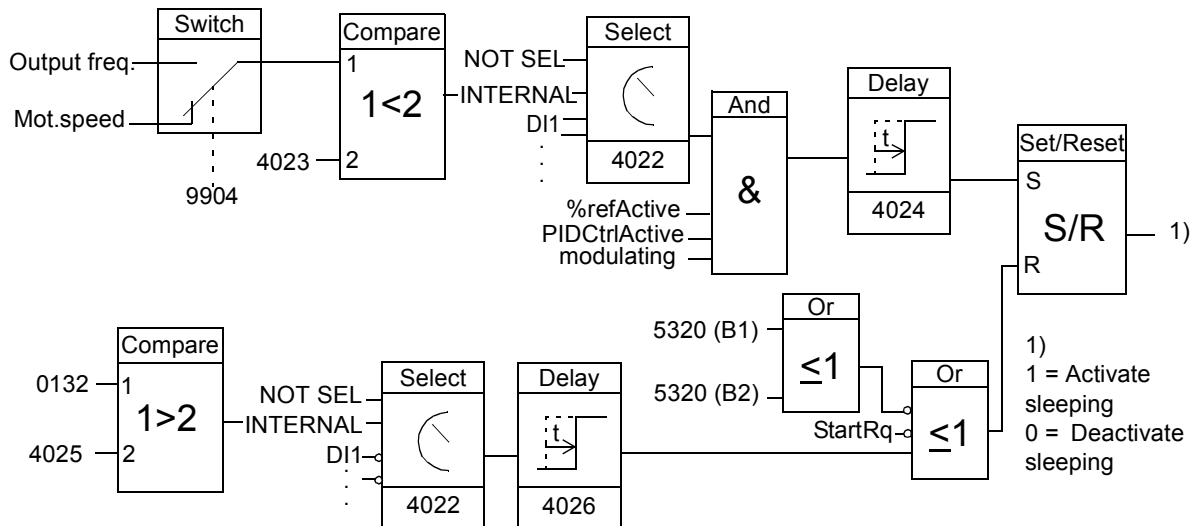 Switch
Output freq.
Mot.speed
9904
Compare
1
1<2
4023
2
NOT SEL
INTERNAL
DI1
.
.
.
Select
4022
And
&
%refActive
PIDCtrlActive
modulating
Delay
t
4024
Set/Reset
S
S/R
R
1)
Compare
0132
1
1>2
4025
2
NOT SEL
INTERNAL
DI1
.
.
.
Select
4022
Delay
t
4026
5320 (B1)
5320 (B2)
Or
≤1
StartRq
Or
≤1
1)
1 = Activate
sleeping
0 = Deactivate
sleeping